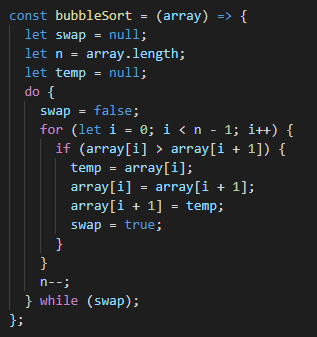 const bubbleSort = (array) => {
  let swap = null;
  let n = array.length;
  let temp = null;
  do {
    swap = false;
    for (let i = 0; i < n - 1; i++) {
      if (array[i] > array[i + 1]) {
        temp = array[i];
        array[i] = array[i + 1];
        array[i + 1] = temp;
        swap = true;
      }
    }
    n--;
  } while (swap);
};